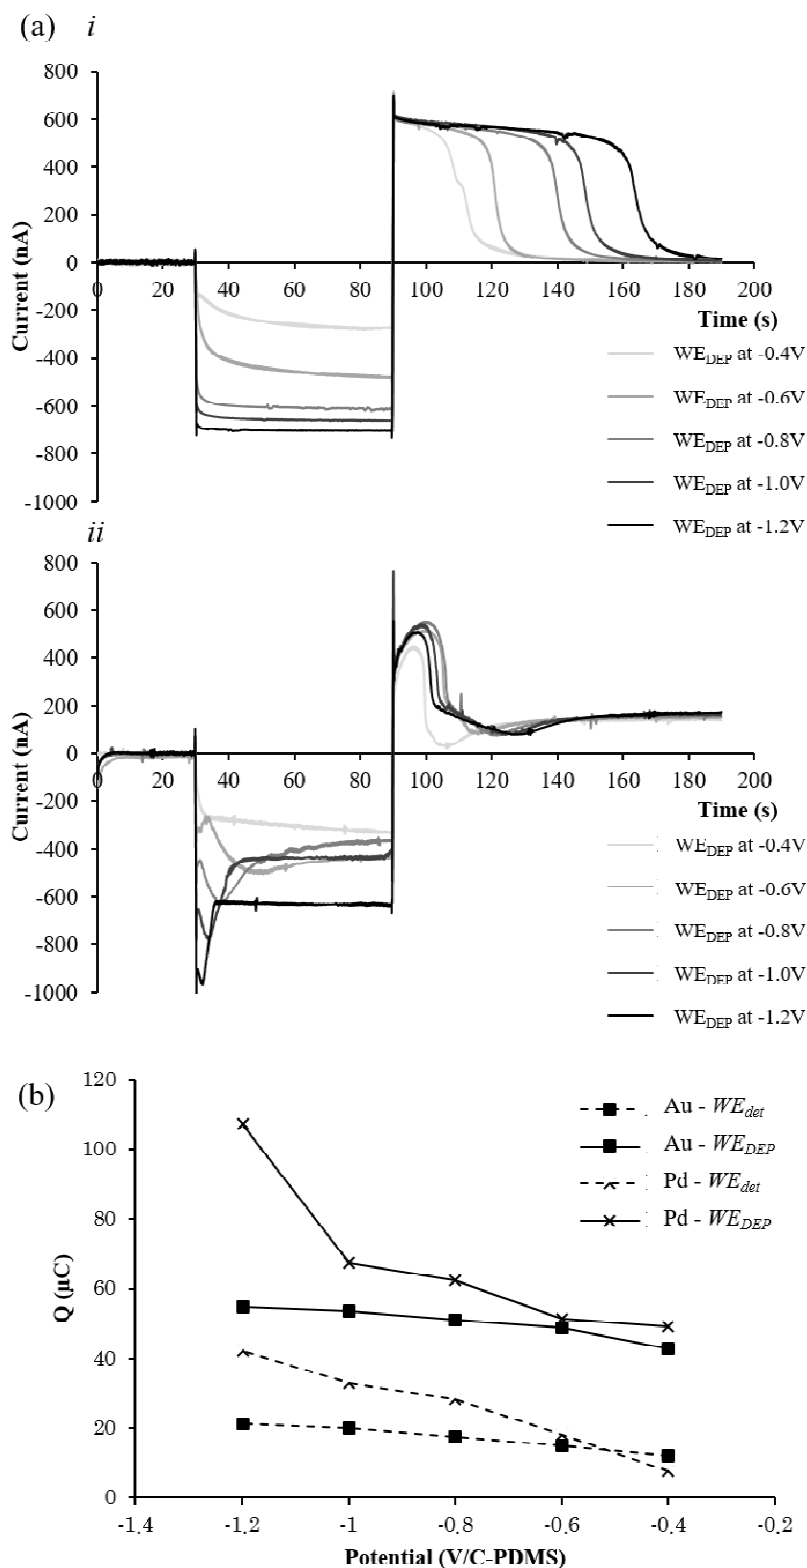 (a) i
800
600
400
200
0
-200
-400
-600
-800
-1000
Current (nA)
0 20 40 60 80 100 120 140 160 180 200
Time (s)
WEDEP at -0.4V
WEDEP at -0.6V
WEDEP at -0.8V
WEDEP at -1.0V
WEDEP at -1.2V
ii
800
600
400
200
0
-200
-400
-600
-800
-1000
Current (nA)
0 20 40 60 80 100 120 140 160 180 200
Time (s)
WEDEP at -0.4V
WEDEP at -0.6V
WEDEP at -0.8V
WEDEP at -1.0V
WEDEP at -1.2V
(b)
120
100
80
60
40
20
0
Q (µC)
Au - WEdet
Au - WEDEP
Pd - WEdet
Pd - WEDEP
-1.4 -1.2 -1 -0.8 -0.6 -0.4 -0.2
Potential (V/C-PDMS)